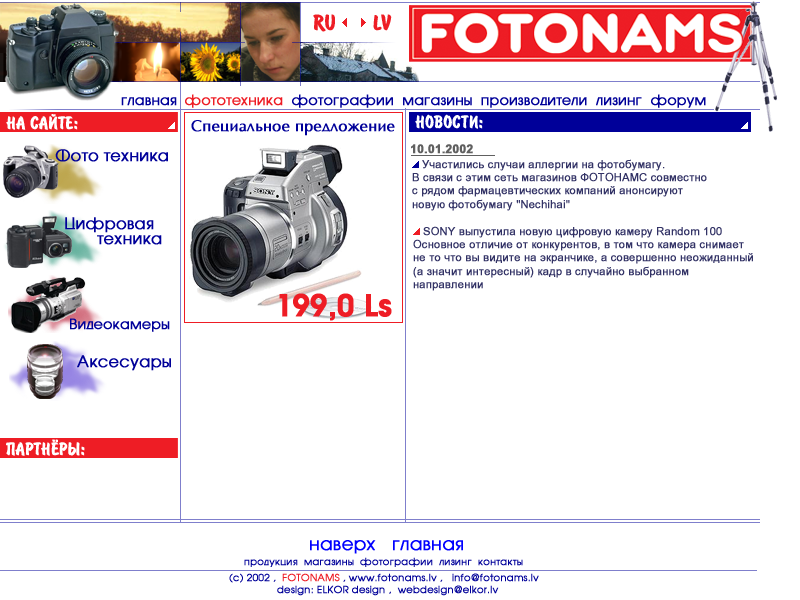 RU LV
FOTONAMS
главная фототехника фотографии магазины производители лизинг форум
НА САЙТЕ:
Фото техника
Цифровая
техника
Видеокамеры
Аксесуары
ПАРТНЁРЫ:
Специальное предложение
SONY
199,0 Ls
НОВОСТИ:
10.01.2002
Участились случаи аллергии на фотобумагу.
В связи с этим сеть магазинов ФОТОНАМС совместно
с рядом фармацевтических компаний анонсируют
новую фотобумагу "Nechihai"
SONY выпустила новую цифровую камеру Random 100
Основное отличие от конкурентов, в том что камера снимает
не то что вы видите на экранчике, а совершенно неожиданный
(а значит интересный) кадр в случайно выбранном
направлении
наверх главная
продукция магазины фотографии лизинг контакты
(c) 2002 , FOTONAMS , www.fotonams.lv , info@fotonams.lv
design: ELKOR design , webdesign@elkor.lv